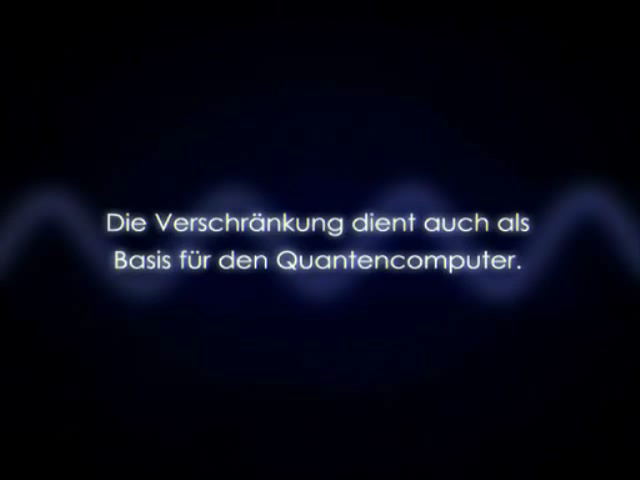 Die Verschränkung dient auch als
Basis für den Quantencomputer.